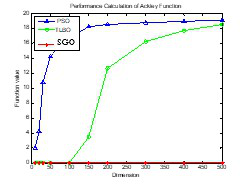 Performance Calculation of Ackley Function
20
18
16
14
12
10
8
6
4
2
0
Function value
PSO
TLBO
SGO
0 50 100 150 200 250 300 350 400 450 500
Dimension